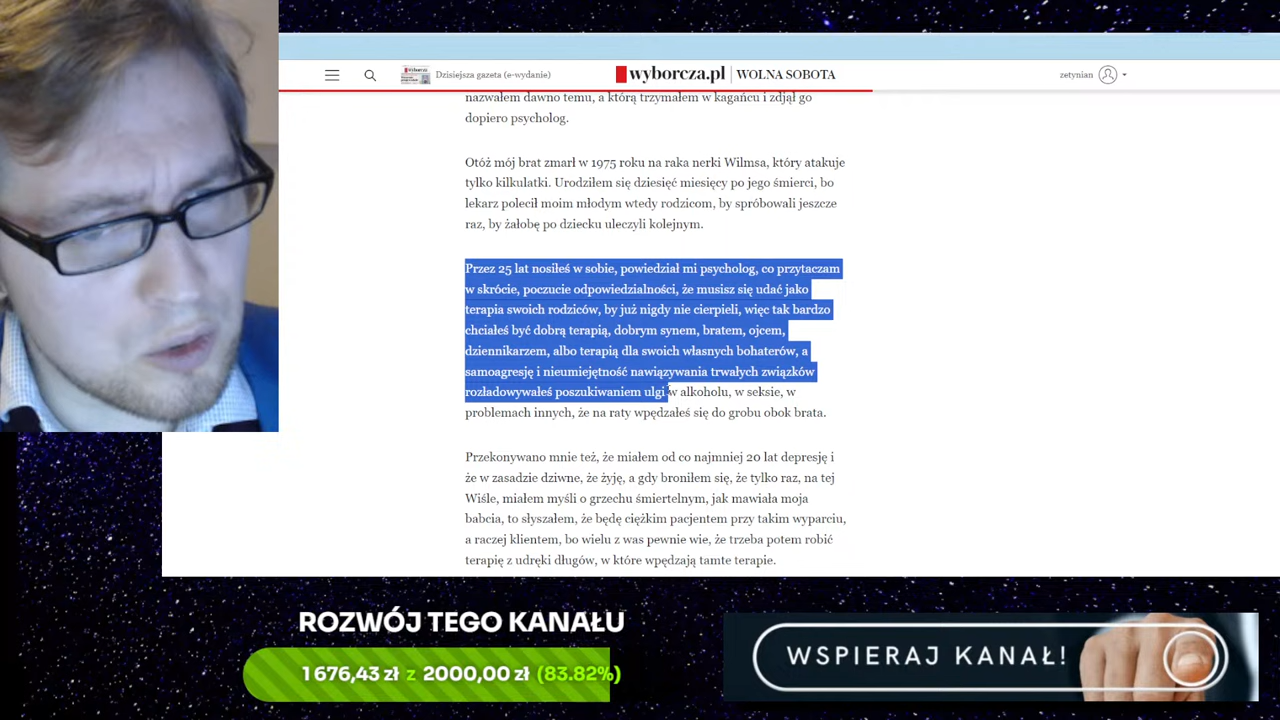 Dzisiejsza gazeta (e-wydanie)
wyborcza.pl | WOLNA SOBOTA
zetynian
nazwałem dawno temu, a którą trzymałem w kagańcu i zdjął go
dopiero psycholog.
Otóż mój brat zmarł w 1975 roku na raka nerki Wilmsa, który atakuje
tylko kilkulatki. Urodziłem się dziesięć miesięcy po jego śmierci, bo
lekarz polecił moim młodym wtedy rodzicom, by spróbowali jeszcze
raz, by żałobę po dziecku uleczyli kolejnym.
Przez 25 lat nosiłeś w sobie, powiedział mi psycholog, co przytaczam
w skrócie, poczucie odpowiedzialności, że musisz się udać jako
terapia swoich rodziców, by już nigdy nie cierpieli, więc tak bardzo
chciałeś być dobrą terapią, dobrym synem, bratem, ojcem,
dziennikarzem, albo terapią dla swoich własnych bohaterów, a
samoagresję i nieumiejętność nawiązywania trwałych związków
rozładowywałeś poszukiwaniem ulgi w alkoholu, w seksie, w
problemach innych, że na raty wpędzałeś się do grobu obok brata.
Przekonywano mnie też, że miałem od co najmniej 20 lat depresję i
że w zasadzie dziwne, że żyję, a gdy broniłem się, że tylko raz, na tej
Wiśle, miałem myśli o grzechu śmiertelnym, jak mawiała moja
babcia, to słyszałem, że będę ciężkim pacjentem przy takim wyparciu,
a raczej klientem, bo wielu z was pewnie wie, że trzeba potem robić
terapię z udręki długów, w które wpędzają tamte terapie.
ROZWÓJ TEGO KANAŁU
1 676,43 zł z 2000,00 zł (83.82%)
WSPIERAJ KANAŁ!